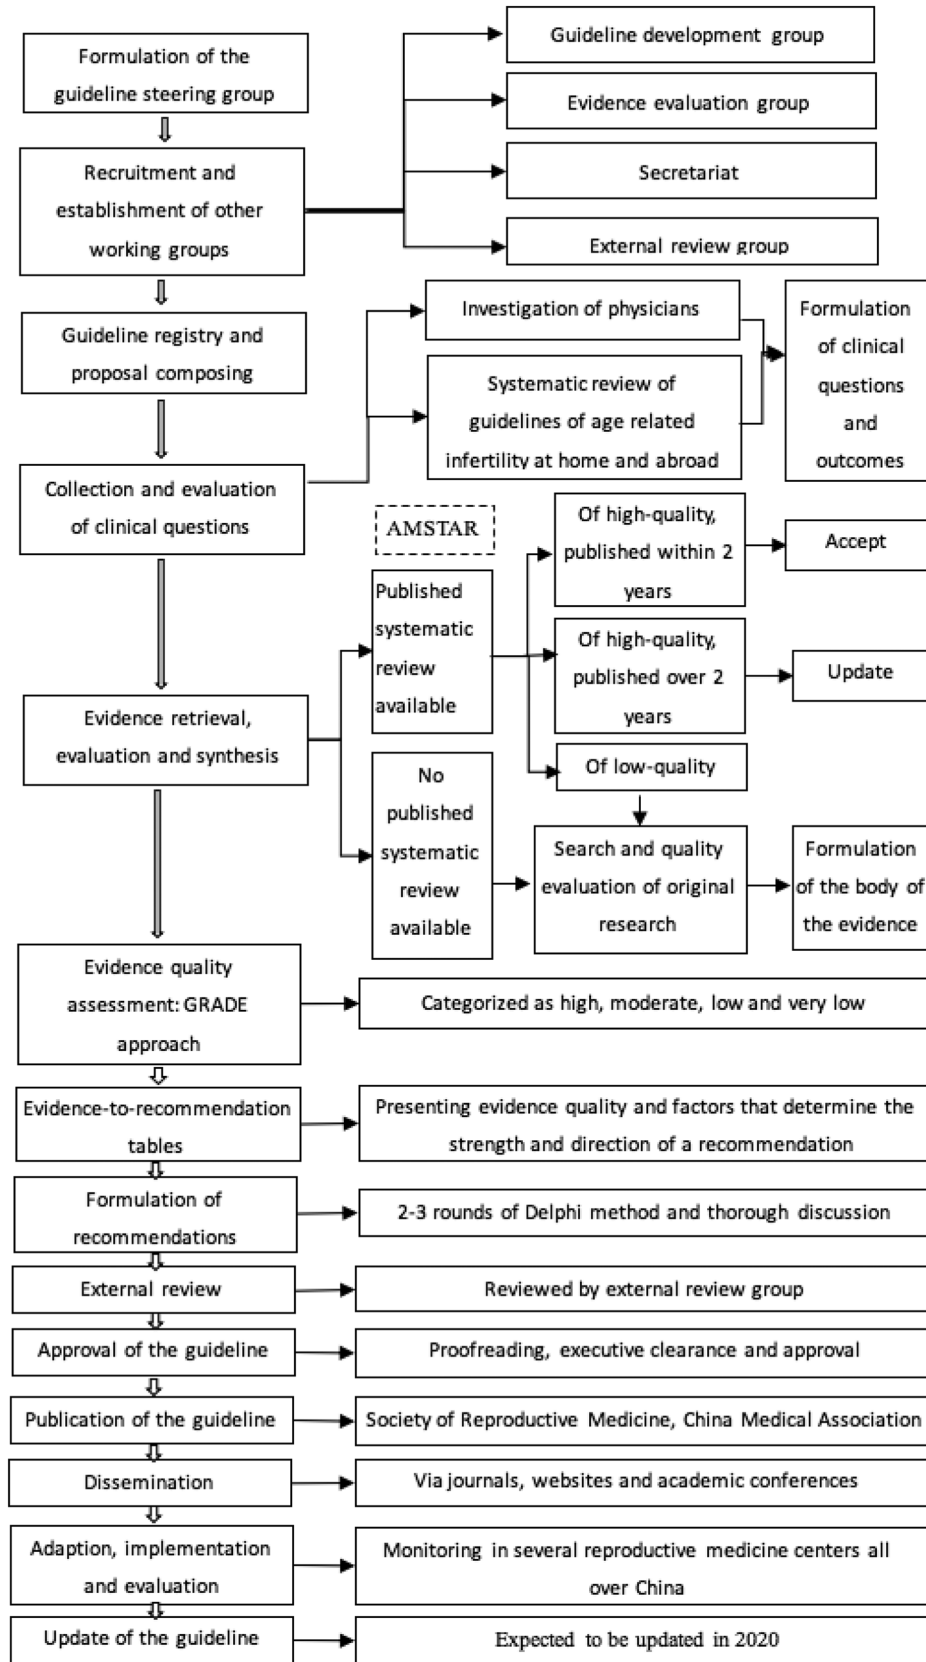 Formulation of the
guideline steering group
Guideline development group
Evidence evaluation group
Secretariat
External review group
Recruitment and
establishment of other
working groups
Guideline registry and
proposal composing
Investigation of physicians
Systematic review of
guidelines of age related
infertility at home and abroad
Formulation
of clinical
questions
and
outcomes
Collection and evaluation
of clinical questions
AMSTAR
Published
systematic
review
available
Of high-quality,
published within 2
years
Accept
Of high-quality,
published over 2
years
Update
Of low-quality
Evidence retrieval,
evaluation and synthesis
No
published
systematic
review
available
Search and quality
evaluation of original
research
Formulation
of the body of
the evidence
Evidence quality
assessment: GRADE
approach
Categorized as high, moderate, low and very low
Evidence-to-recommendation
tables
Presenting evidence quality and factors that determine the
strength and direction of a recommendation
Formulation of
recommendations
2-3 rounds of Delphi method and thorough discussion
External review
Reviewed by external review group
Approval of the guideline
Proofreading, executive clearance and approval
Publication of the guideline
Society of Reproductive Medicine, China Medical Association
Dissemination
Via journals, websites and academic conferences
Adaption, implementation
and evaluation
Monitoring in several reproductive medicine centers all
over China
Update of the guideline
Expected to be updated in 2020